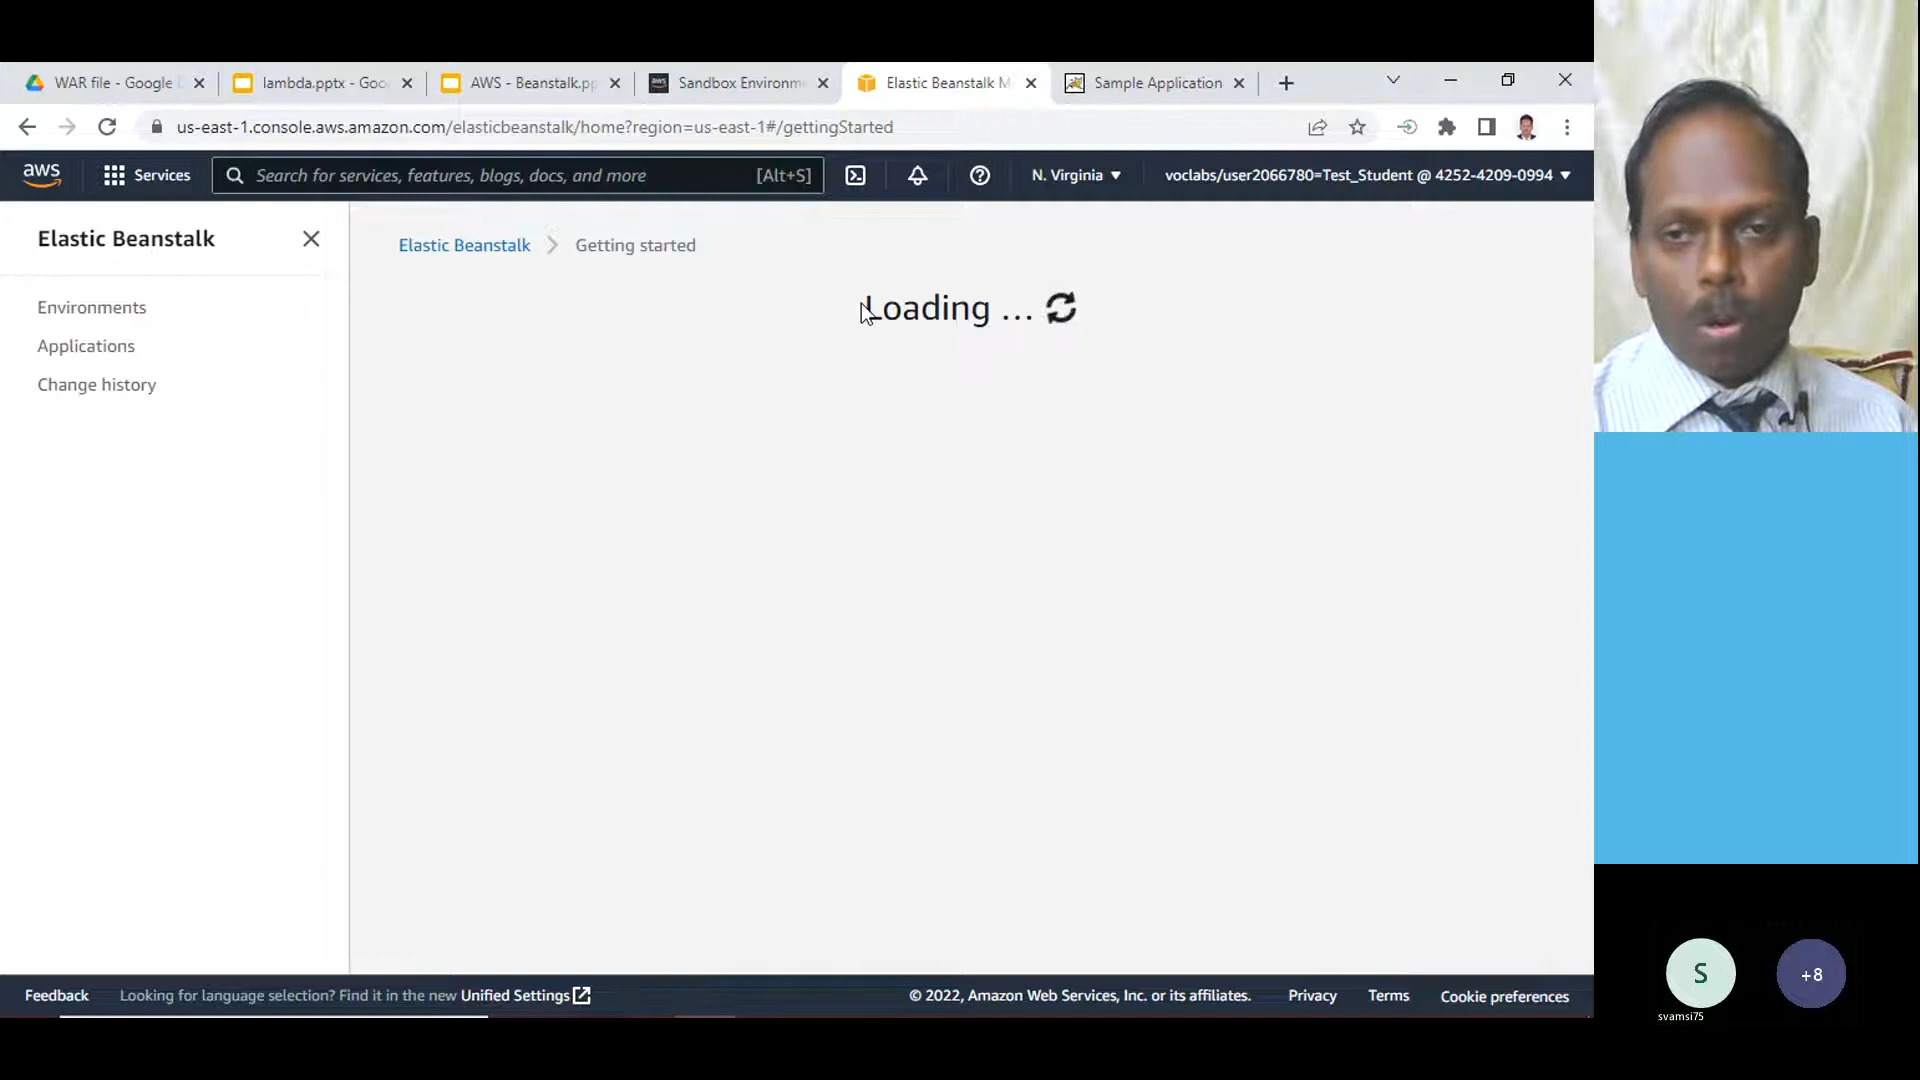 WAR file - Google
lambda.pptx - Goo
AWS - Beanstalk.pp
Sandbox Environm
Elastic Beanstalk M
Sample Application
us-east-1.console.aws.amazon.com/elasticbeanstalk/home?region=us-east-1#/gettingStarted
aws
Services
Search for services, features, blogs, docs, and more
[Alt+S]
N. Virginia
voclabs/user2066780=Test_Student @ 4252-4209-0994
Elastic Beanstalk
Environments
Applications
Change history
Elastic Beanstalk
Getting started
Loading ...
Feedback
Looking for language selection? Find it in the new Unified Settings
© 2022, Amazon Web Services, Inc. or its affiliates.
Privacy
Terms
Cookie preferences
S
svamsi75
+8